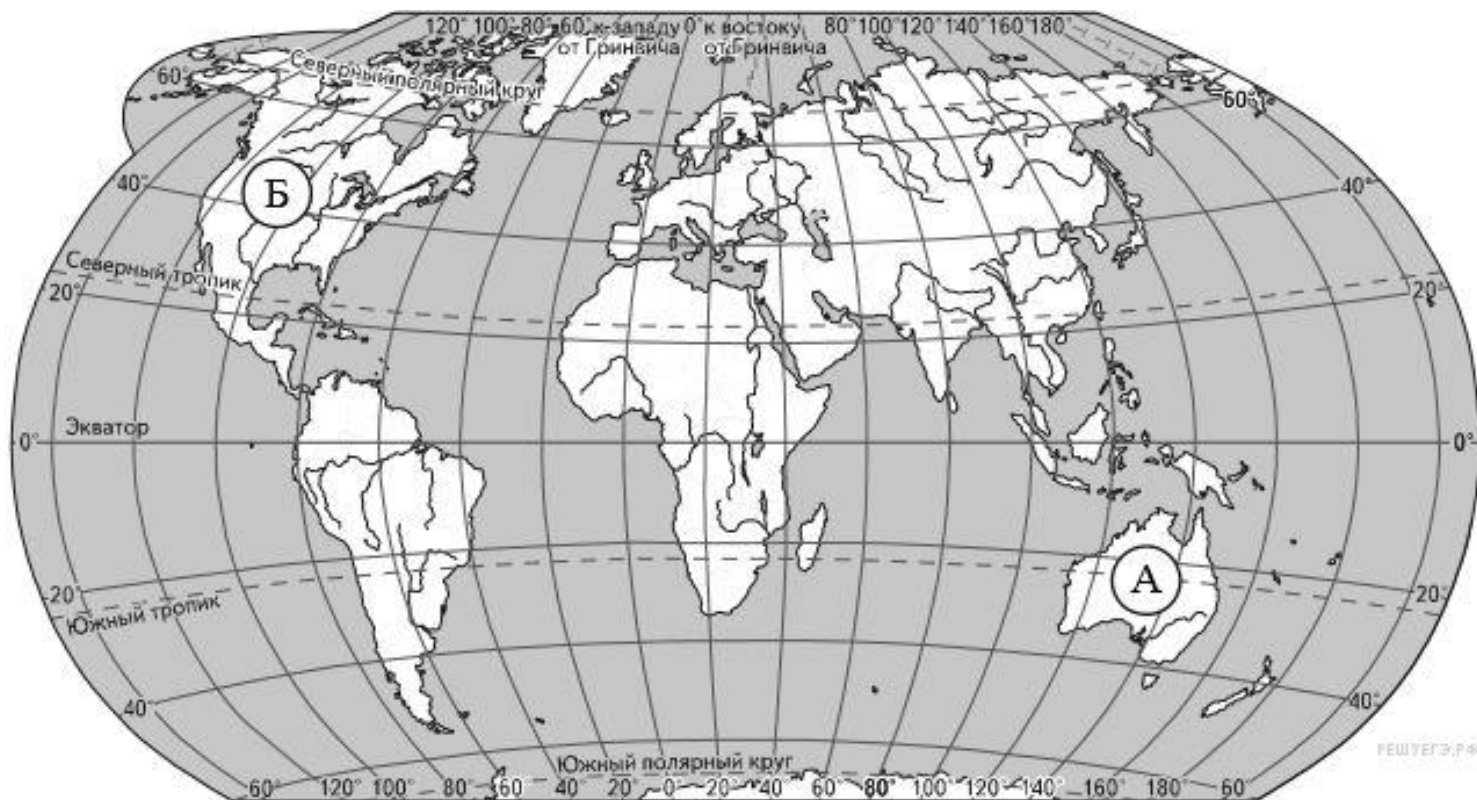 120° 100° 80° 60° к западу 0° к востоку 80° 100° 120° 140° 160° 180°
от Гринвича от Гринвича
60°
Северный полярный круг
60°
40°
Б
40°
Северный тропик
20°
20°
Экватор
0°
0°
А
20°
20°
Южный тропик
40°
40°
РЕШУЕГЭ.РФ
Южный полярный круг
60° 120° 100° 80° 60° 40° 20° 0° 20° 40° 60° 80° 100° 120° 140° 160° 180° 60°